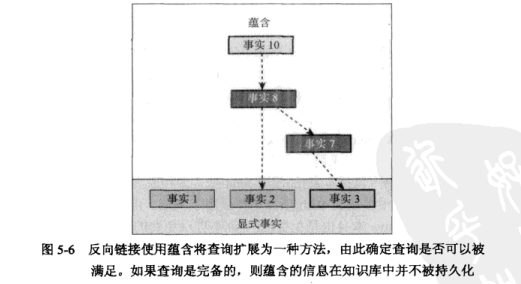 蕴含
事实 10
事实 8
事实 7
事实 1 事实 2 事实 3
显式事实
图 5-6 反向链接使用蕴含将查询扩展为一种方法，由此确定查询是否可以被
满足。如果查询是完备的，则蕴含的信息在知识库中并不被持久化